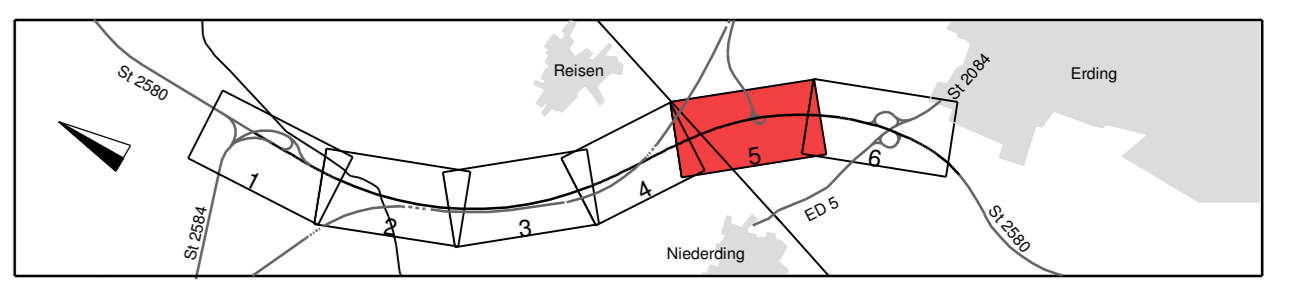 St 2580
Reisen
St 2084
Erding
1
2
3
4
5
6
St 2584
ED 5
Niederding
St 2580